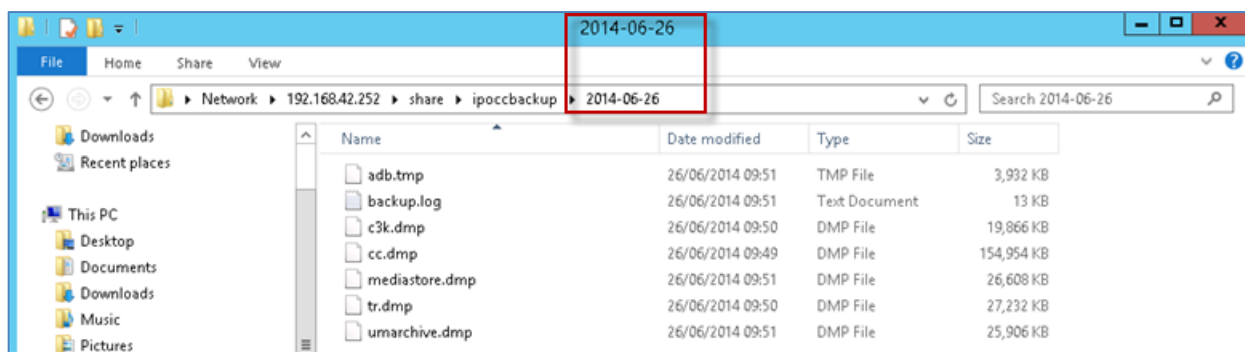 2014-06-26
File Home Share View
Network 192.168.42.252 share ipoccbackup 2014-06-26 Search 2014-06-26
Downloads
Recent places
This PC
Desktop
Documents
Downloads
Music
Pictures
Name Date modified Type Size
adb.tmp 26/06/2014 09:51 TMP File 3,932 KB
backup.log 26/06/2014 09:51 Text Document 13 KB
c3k.dmp 26/06/2014 09:50 DMP File 19,866 KB
cc.dmp 26/06/2014 09:49 DMP File 154,954 KB
mediastore.dmp 26/06/2014 09:51 DMP File 26,608 KB
tr.dmp 26/06/2014 09:50 DMP File 27,232 KB
umarchive.dmp 26/06/2014 09:51 DMP File 25,906 KB